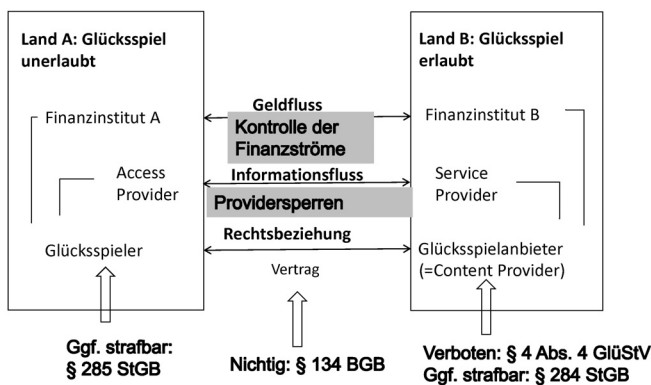 Land A: Glücksspiel
unerlaubt
Land B: Glücksspiel
erlaubt
Geldfluss
Finanzinstitut A
Finanzinstitut B
Kontrolle der
Finanzströme
Access
Provider
Informationsfluss
Service
Provider
Providersperren
Rechtsbeziehung
Glücksspieler
Glücksspielanbieter
(=Content Provider)
Vertrag
Ggf. strafbar:
§ 285 StGB
Nichtig: § 134 BGB
Verboten: § 4 Abs. 4 GlüStV
Ggf. strafbar: § 284 StGB